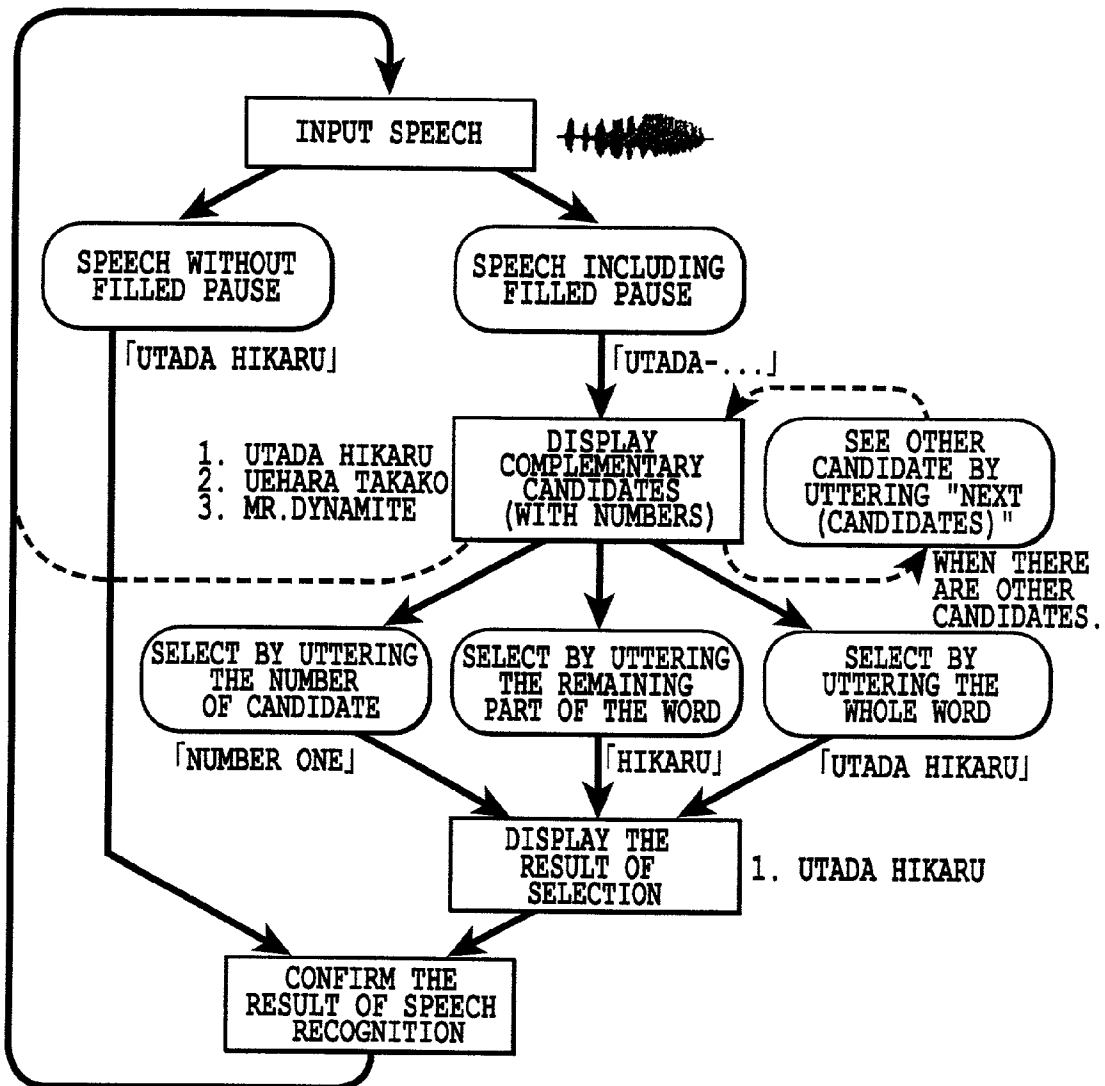 INPUT SPEECH
SPEECH WITHOUT
FILLED PAUSE
SPEECH INCLUDING
FILLED PAUSE
「UTADA HIKARU」
「UTADA-...」
1. UTADA HIKARU
2. UEHARA TAKAKO
3. MR.DYNAMITE
DISPLAY
COMPLEMENTARY
CANDIDATES
(WITH NUMBERS)
SEE OTHER
CANDIDATE BY
UTTERING "NEXT
(CANDIDATES)"
WHEN THERE
ARE OTHER
CANDIDATES.
SELECT BY UTTERING
THE NUMBER
OF CANDIDATE
SELECT BY UTTERING
THE REMAINING
PART OF THE WORD
SELECT BY
UTTERING THE
WHOLE WORD
「NUMBER ONE」
「HIKARU」
「UTADA HIKARU」
DISPLAY THE
RESULT OF
SELECTION
1. UTADA HIKARU
CONFIRM THE
RESULT OF SPEECH
RECOGNITION